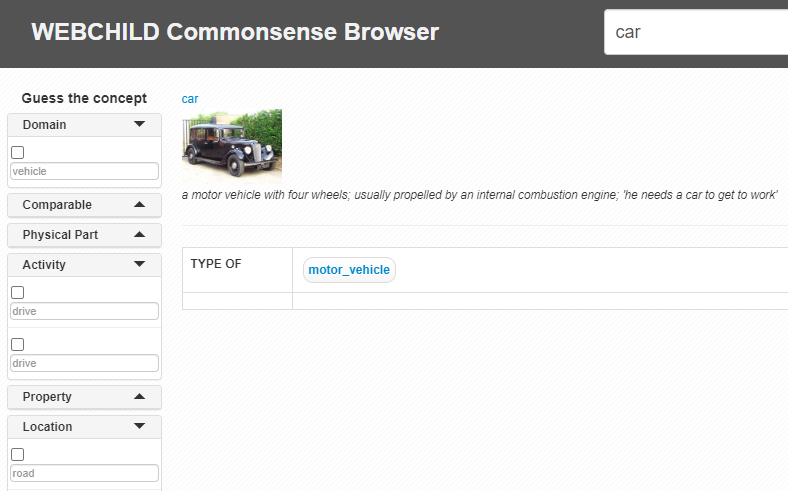 WEBCHILD Commonsense Browser
car
Guess the concept
Domain
vehicle
Comparable
Physical Part
Activity
drive
drive
Property
Location
road
car
a motor vehicle with four wheels; usually propelled by an internal combustion engine; 'he needs a car to get to work'
TYPE OF
motor_vehicle